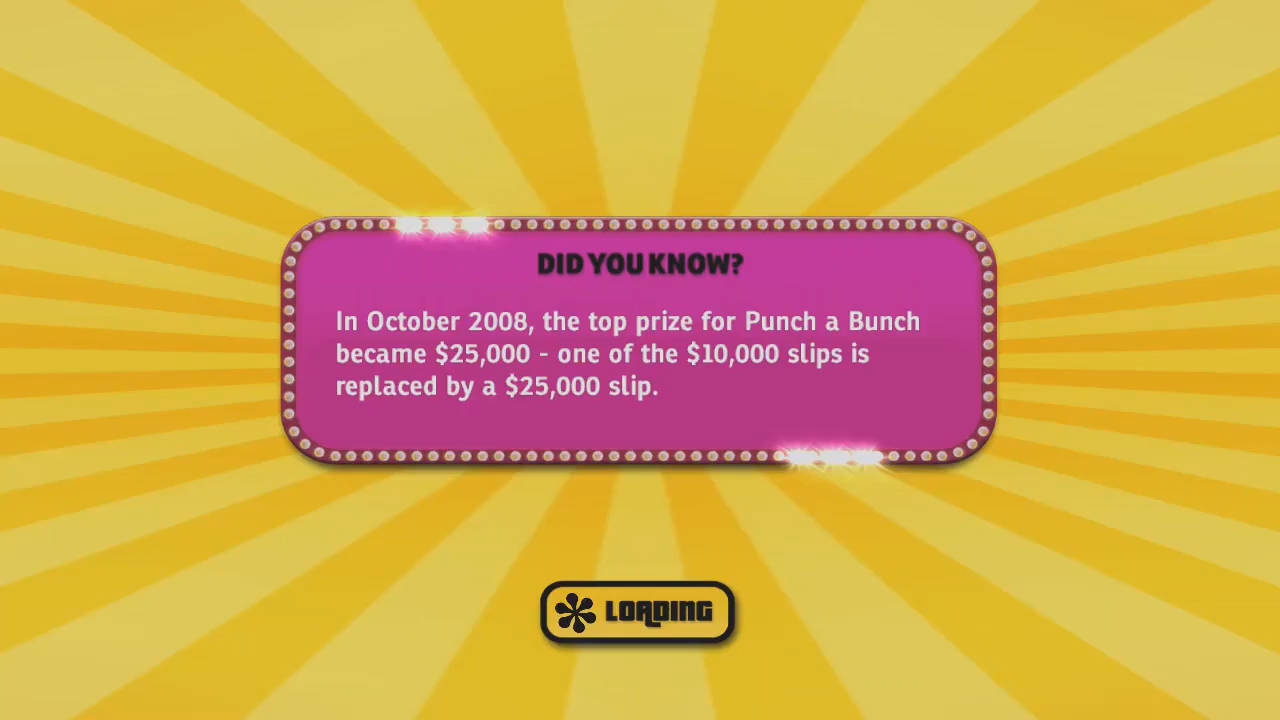 DID YOU KNOW?
In October 2008, the top prize for Punch a Bunch
became $25,000 - one of the $10,000 slips is
replaced by a $25,000 slip.
LOADING